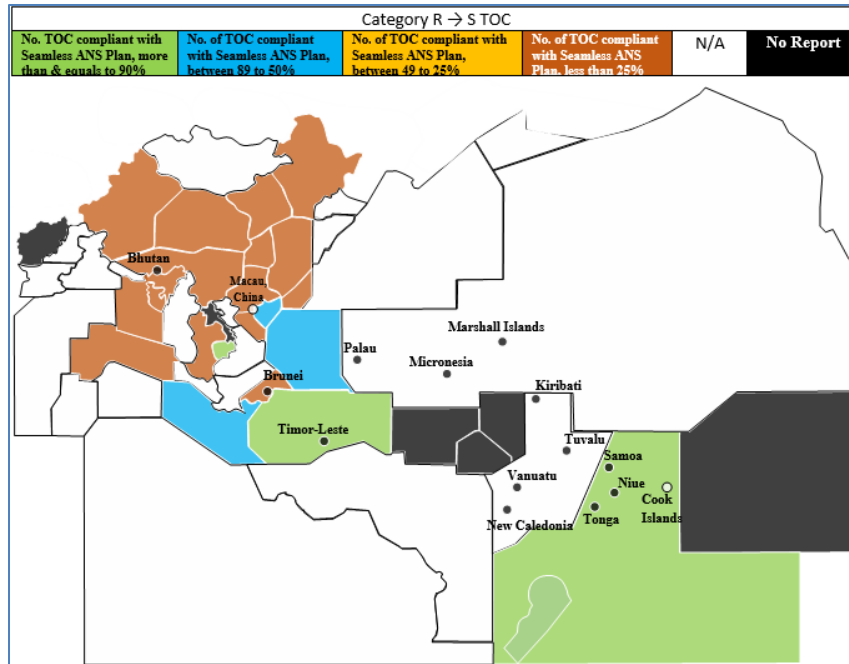 Category R → S TOC
No. TOC compliant with
Seamless ANS Plan, more
than & equals to 90%
No. of TOC compliant
with Seamless ANS Plan,
between 89 to 50%
No. of TOC compliant with
Seamless ANS Plan,
between 49 to 25%
No. of TOC compliant
with Seamless ANS
Plan, less than 25%
N/A
No Report
Bhutan
Macau,
China
Marshall Islands
Palau
Micronesia
Brunei
Kiribati
Timor-Leste
Tuvalu
Samoa
Vanuatu
Niue
Cook
Islands
New Caledonia
Tonga